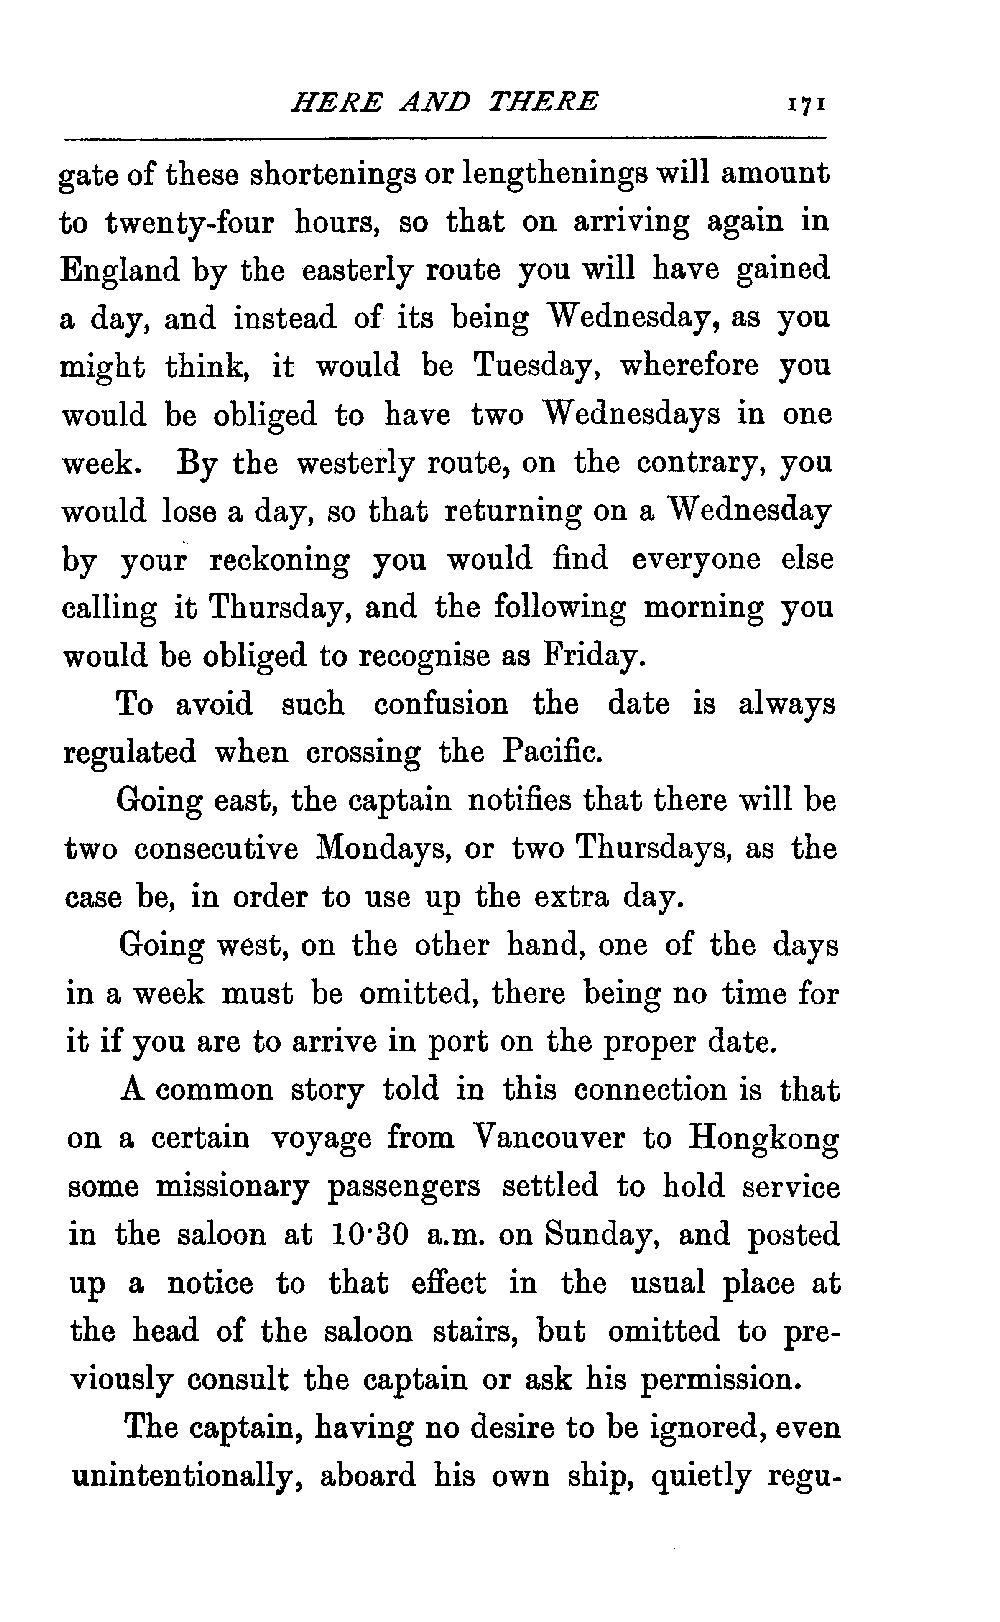 HERE AND THERE 171
gate of these shortenings or lengthenings will amount
to twenty-four hours, so that on arriving again in
England by the easterly route you will have gained
a day, and instead of its being Wednesday, as you
might think, it would be Tuesday, wherefore you
would be obliged to have two Wednesdays in one
week. By the westerly route, on the contrary, you
would lose a day, so that returning on a Wednesday
by your reckoning you would find everyone else
calling it Thursday, and the following morning you
would be obliged to recognise as Friday.
To avoid such confusion the date is always
regulated when crossing the Pacific.
Going east, the captain notifies that there will be
two consecutive Mondays, or two Thursdays, as the
case be, in order to use up the extra day.
Going west, on the other hand, one of the days
in a week must be omitted, there being no time for
it if you are to arrive in port on the proper date.
A common story told in this connection is that
on a certain voyage from Vancouver to Hongkong
some missionary passengers settled to hold service
in the saloon at 10·30 a.m. on Sunday, and posted
up a notice to that effect in the usual place at
the head of the saloon stairs, but omitted to pre-
viously consult the captain or ask his permission.
The captain, having no desire to be ignored, even
unintentionally, aboard his own ship, quietly regu-